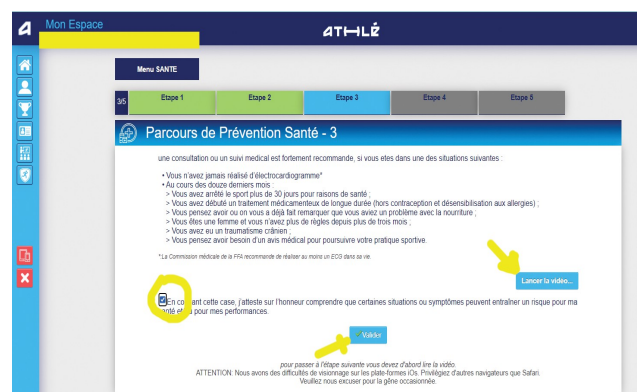 Mon Espace
ATHLÉ
Menu SANTE
3/5 Etape 1 Etape 2 Etape 3 Etape 4 Etape 5
Parcours de Prévention Santé - 3
une consultation ou un suivi medical est fortement recommande, si vous etes dans une des situations suivantes :
• Vous n'avez jamais réalisé d'électrocardiogramme*
• Au cours des douze derniers mois :
> Vous avez arrêté le sport plus de 30 jours pour raisons de santé ;
> Vous avez débuté un traitement médicamenteux de longue durée (hors contraception et désensibilisation aux allergies) ;
> Vous pensez avoir ou on vous a déjà fait remarquer que vous aviez un problème avec la nourriture ;
> Vous êtes une femme et vous n'avez plus de règles depuis plus de trois mois ;
> Vous avez eu un traumatisme crânien ;
> Vous pensez avoir besoin d'un avis médical pour poursuivre votre pratique sportive.
*La Commission médicale de la FFA recommande de réaliser au moins un ECG dans sa vie.
Lancer la vidéo...
En cochant cette case, j'atteste sur l'honneur comprendre que certaines situations ou symptômes peuvent entraîner un risque pour ma
santé et/ou pour mes performances.
Valider
pour passer à l'étape suivante vous devez d'abord lire la vidéo.
ATTENTION: Nous avons des difficultés de visionnage sur les plate-formes iOs. Privilégiez d'autres navigateurs que Safari.
Veuillez nous excuser pour la gêne occasionnée.